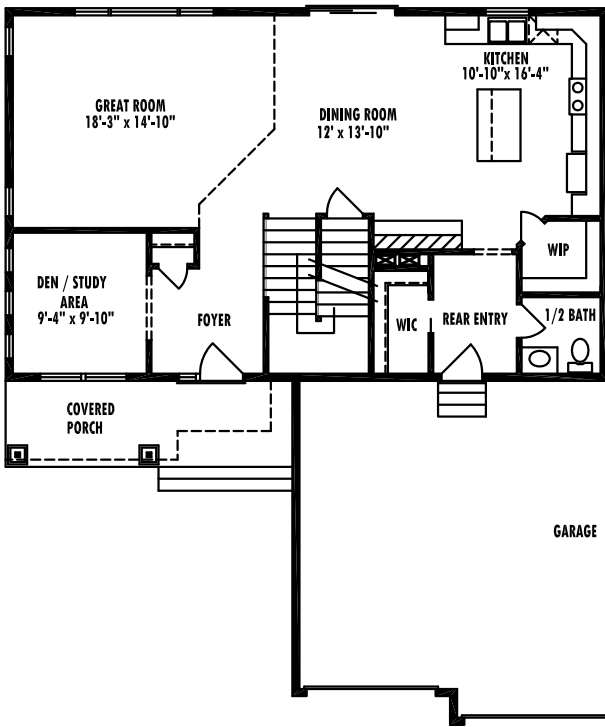 KITCHEN
10'-10"x 16'-4"
GREAT ROOM
18'-3" x 14'-10"
DINING ROOM
12' x 13'-10"
WIP
DEN / STUDY
AREA
9'-4" x 9'-10"
FOYER
WIC
REAR ENTRY
1/2 BATH
COVERED
PORCH
GARAGE